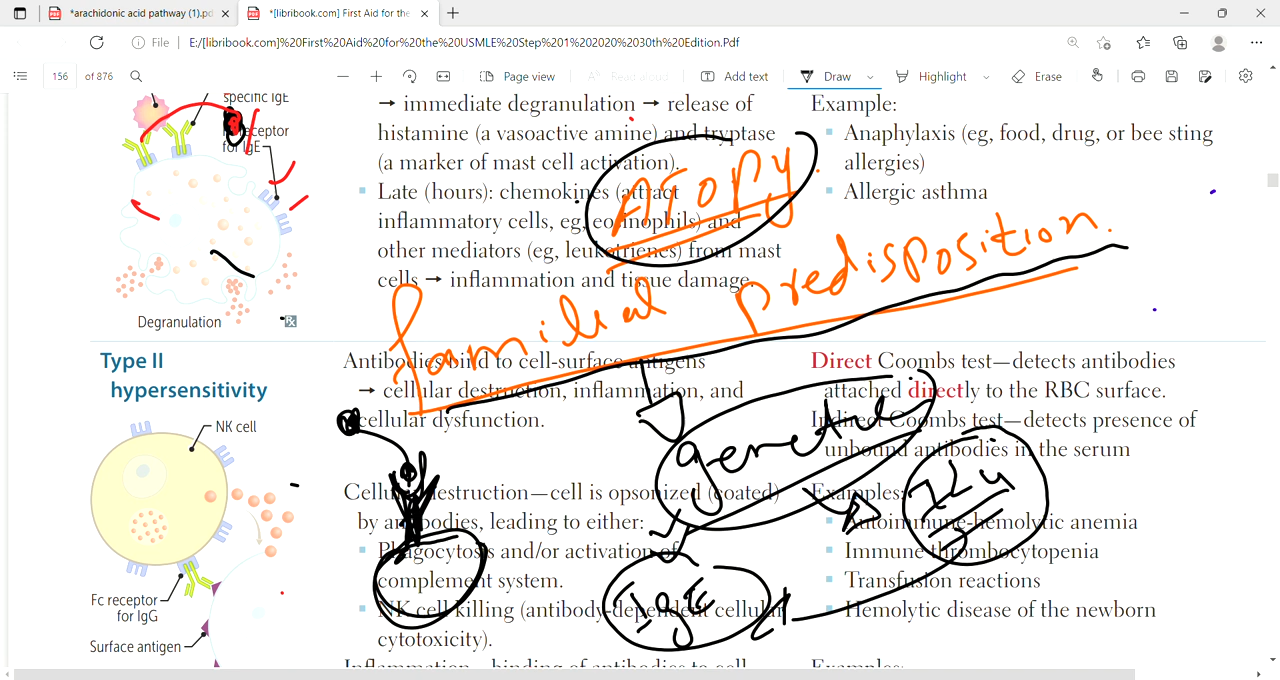 *arachidonic acid pathway (1).pd
*[libribook.com] First Aid for the
File
E:/[libribook.com]%20First%20Aid%20for%20the%20USMLE%20Step%201%202020%2030th%20Edition.Pdf
156 of 876
Page view
Read aloud
Add text
Draw
Highlight
Erase
specific IgE
receptor
for IgE
Degranulation
→ immediate degranulation → release of
histamine (a vasoactive amine) and tryptase
(a marker of mast cell activation).
Late (hours): chemokines (attract
inflammatory cells, eg, eosinophils) and
other mediators (eg, leukotrienes) from mast
cells → inflammation and tissue damage.
Example:
Anaphylaxis (eg, food, drug, or bee sting
allergies)
Allergic asthma
ATOPY
familial predisposition.
genetic
IgE
IL4
Type II
hypersensitivity
NK cell
Fc receptor
for IgG
Surface antigen
Antibodies bind to cell-surface antigens
→ cellular destruction, inflammation, and
cellular dysfunction.
Cellular destruction—cell is opsonized (coated)
by antibodies, leading to either:
Phagocytosis and/or activation of
complement system.
NK cell killing (antibody-dependent cellular
cytotoxicity).
Inflammation—binding of antibodies to cell
Direct Coombs test—detects antibodies
attached directly to the RBC surface.
Indirect Coombs test—detects presence of
unbound antibodies in the serum
Examples:
Autoimmune-hemolytic anemia
Immune thrombocytopenia
Transfusion reactions
Hemolytic disease of the newborn
Examples: